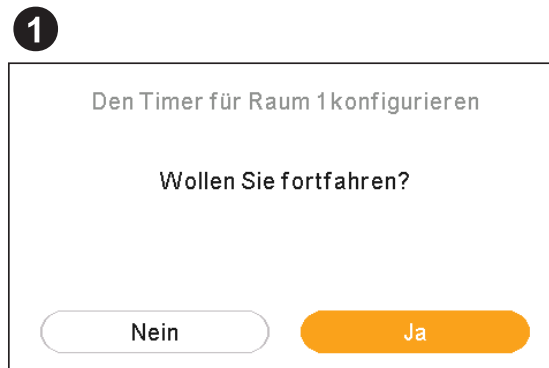 1
Den Timer für Raum 1 konfigurieren
Wollen Sie fortfahren?
Nein
Ja